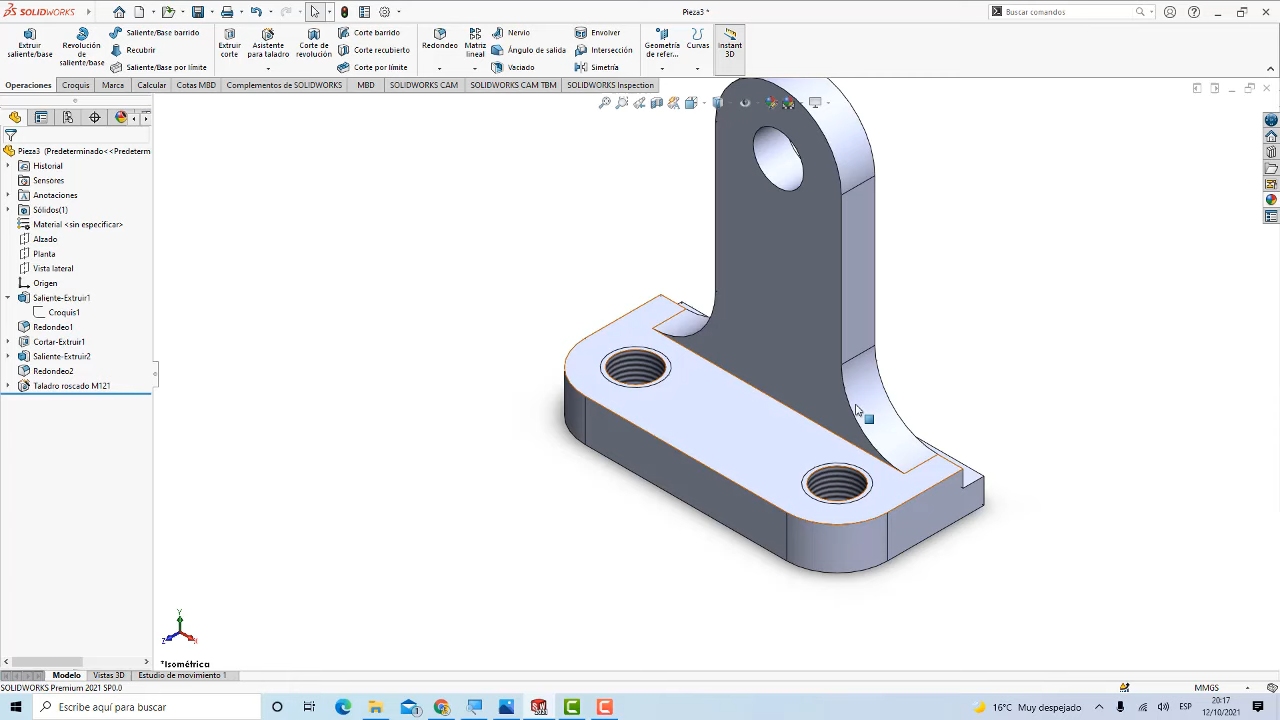 SOLIDWORKS
Pieza3 *
Buscar comandos
Extruir saliente/base
Revolución de saliente/base
Saliente/Base barrido
Recubrir
Saliente/Base por límite
Extruir corte
Asistente para taladro
Corte de revolución
Corte barrido
Corte recubierto
Corte por límite
Redondeo
Matriz lineal
Nervio
Ángulo de salida
Vaciado
Envolver
Intersección
Simetría
Geometría de refer...
Curvas
Instant 3D
Operaciones
Croquis
Marca
Calcular
Cotas MBD
Complementos de SOLIDWORKS
MBD
SOLIDWORKS CAM
SOLIDWORKS CAM TBM
SOLIDWORKS Inspection
Pieza3 (Predeterminado<<Predeterm
Historial
Sensores
Anotaciones
Sólidos(1)
Material <sin especificar>
Alzado
Planta
Vista lateral
Origen
Saliente-Extruir1
Croquis1
Redondeo1
Cortar-Extruir1
Saliente-Extruir2
Redondeo2
Taladro roscado M121
Y
Z
X
*Isométrica
Modelo
Vistas 3D
Estudio de movimiento 1
SOLIDWORKS Premium 2021 SP0.0
MMGS
Escribe aquí para buscar
16°C Muy despejado
ESP
20:17
12/10/2021